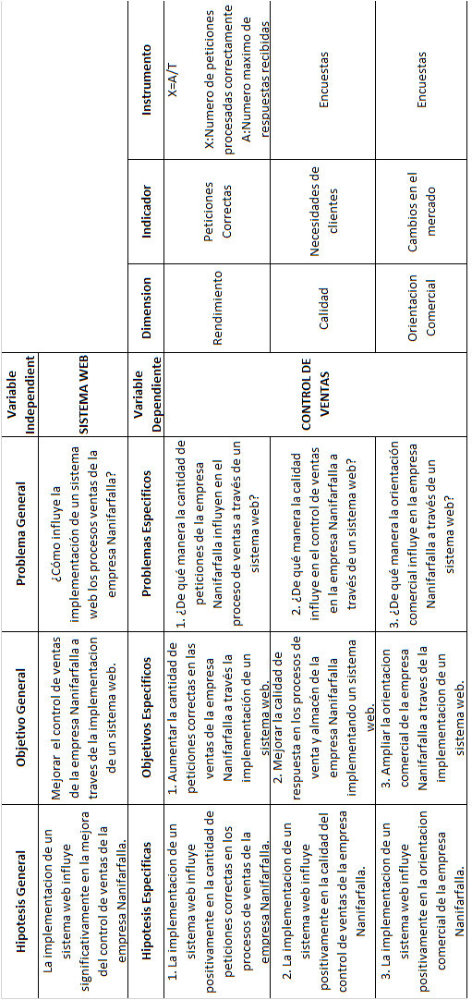 Hipotesis General
Objetivo General
Problema General
Variable
Independient
La implementacion de un
sistema web influye
significativamente en la mejora
del control de ventas de la
empresa Nanifarfalla.
Mejorar el control de ventas
de la empresa Nanifarfalla a
traves de la implementacion
de un sistema web.
¿Cómo influye la
implementación de un sistema
web los procesos ventas de la
empresa Nanifarfalla?
SISTEMA WEB
Hipotesis Especificas
Objetivos Especificos
Problemas Especificos
Variable
Dependiente
Dimension
Indicador
Instrumento
1. La implementacion de un
sistema web influye
positivamente en la cantidad de
peticiones correctas en los
procesos de ventas de la
empresa Nanifarfalla.
1. Aumentar la cantidad de
peticiones correctas en las
ventas de la empresa
Nanifarfalla a través la
implementación de un
sistema web.
1. ¿De qué manera la cantidad de
peticiones de la empresa
Nanifarfalla influyen en el
proceso de ventas a través de un
sistema web?
CONTROL DE
VENTAS
Rendimiento
Peticiones
Correctas
X=A/T
X:Numero de peticiones
procesadas correctamente
A:Numero maximo de
respuestas recibidas
2. La implementacion de un
sistema web influye
positivamente en la calidad del
control de ventas de la empresa
Nanifarfalla.
2. Mejorar la calidad de
respuesta en los procesos de
venta y almacén de la
empresa Nanifarfalla
implementando un sistema
web.
2. ¿De qué manera la calidad
influye en el control de ventas
en la empresa Nanifarfalla a
través de un sistema web?
Calidad
Necesidades de
clientes
Encuestas
3. La implementacion de un
sistema web influye
positivamente en la orientacion
comercial de la empresa
Nanifarfalla.
3. Ampliar la orientacion
comercial de la empresa
Nanifarfalla a traves de la
implementacion de un
sistema web.
3. ¿De qué manera la orientación
comercial influye en la empresa
Nanifarfalla a través de un
sistema web?
Orientacion
Comercial
Cambios en el
mercado
Encuestas